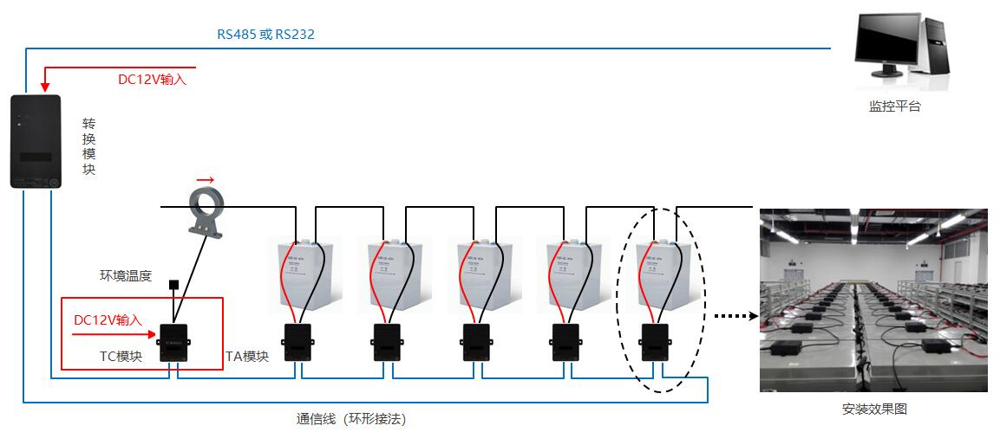 RS485 或 RS232
DC12V输入
监控平台
转换模块
环境温度
DC12V输入
TC模块
TA模块
通信线（环形接法）
安装效果图